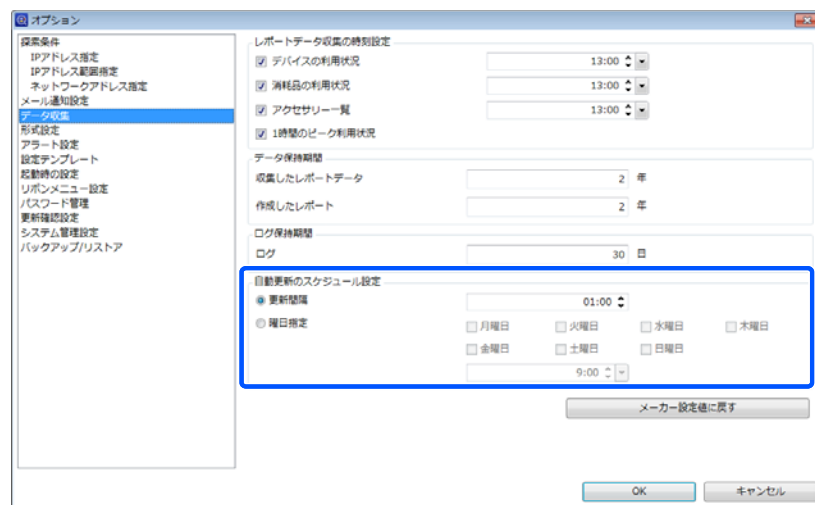 オプション
探索条件
IPアドレス指定
IPアドレス範囲指定
ネットワークアドレス指定
メール通知設定
データ収集
形式設定
アラート設定
設定テンプレート
起動時の設定
リボンメニュー設定
パスワード管理
更新確認設定
システム管理設定
バックアップ/リストア
レポートデータ収集の時刻設定
デバイスの利用状況 13:00
消耗品の利用状況 13:00
アクセサリー一覧 13:00
1時間のピーク利用状況
データ保持期間
収集したレポートデータ 2 年
作成したレポート 2 年
ログ保持期間
ログ 30 日
自動更新のスケジュール設定
更新間隔 01:00
曜日指定 月曜日 火曜日 水曜日 木曜日
金曜日 土曜日 日曜日
9:00
メーカー設定値に戻す
OK キャンセル